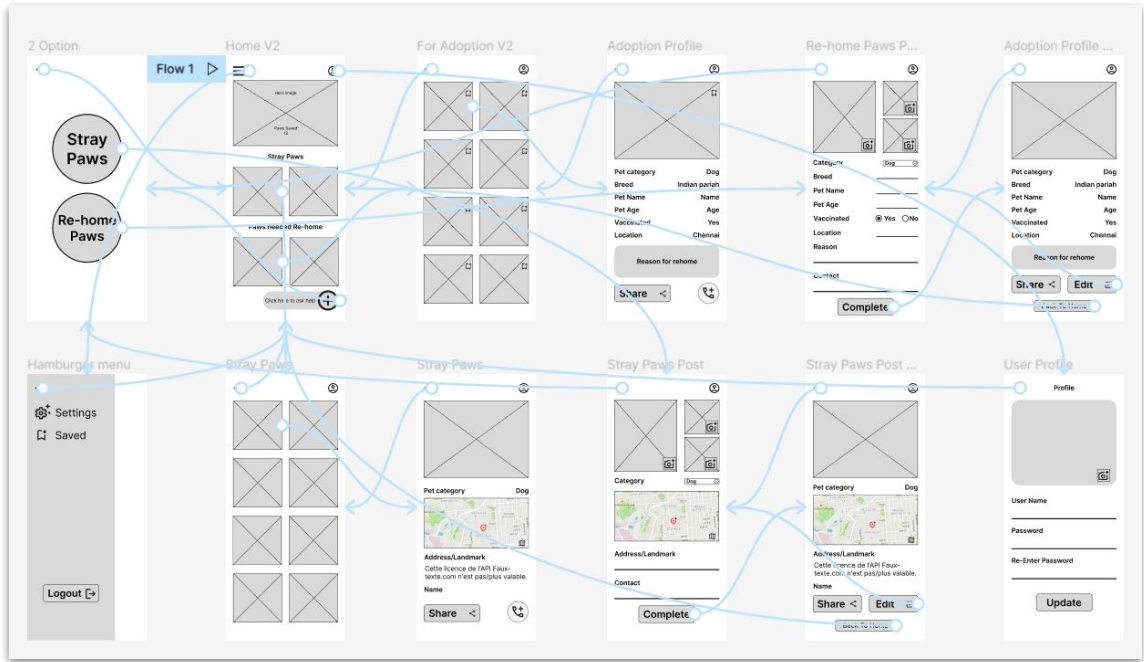 2 Option
Stray
Paws
Re-home
Paws
Flow 1
Home V2
Hero Image
Paws Saved
12
Stray Paws
Paws needed Re-home
Click here to ask help
For Adoption V2
Adoption Profile
Pet category Dog
Breed Indian pariah
Pet Name Name
Pet Age Age
Vaccinated Yes
Location Chennai
Reason for rehome
Share
Re-home Paws P...
Category Dog
Breed
Pet Name
Pet Age
Vaccinated Yes No
Location
Reason
Contact
Complete
Adoption Profile ...
Pet category Dog
Breed Indian pariah
Pet Name Name
Pet Age Age
Vaccinated Yes
Location Chennai
Reason for rehome
Share Edit
Back To Home
Hamburger menu
Settings
Saved
Logout
Stray Paws
Stray Paws
Pet category Dog
Address/Landmark
Cette licence de l'API Faux-
texte.com n'est pas/plus valable.
Name
Share
Stray Paws Post
Category Dog
Address/Landmark
Contact
Complete
Stray Paws Post ...
Pet category Dog
Address/Landmark
Cette licence de l'API Faux-
texte.com n'est pas/plus valable.
Name
Share Edit
Back To Home
User Profile
Profile
User Name
Password
Re-Enter Password
Update